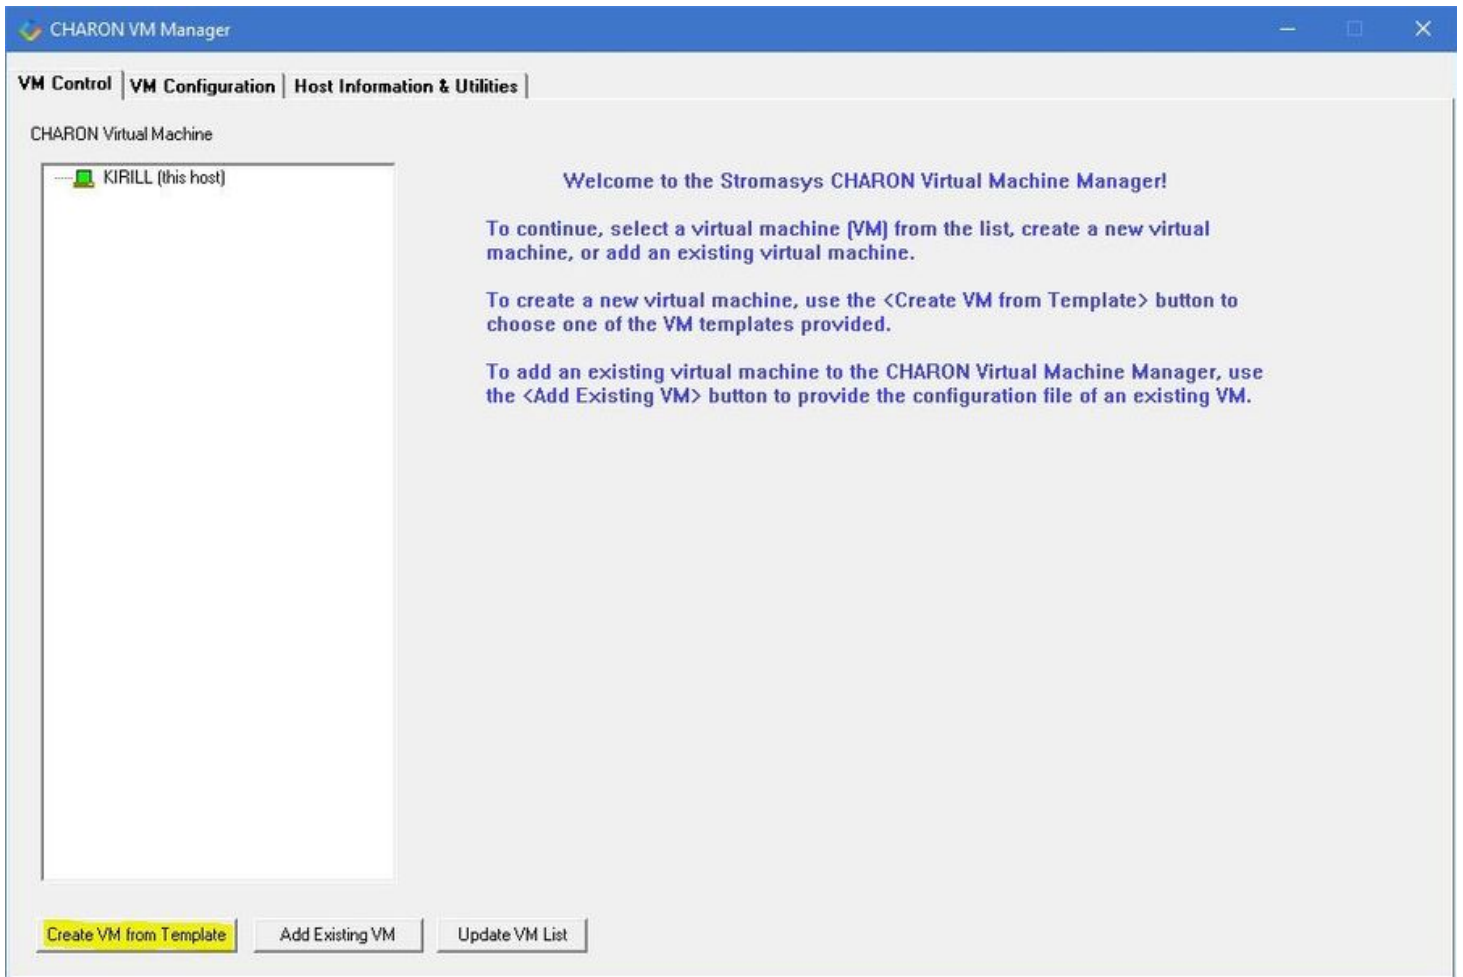 CHARON VM Manager
VM Control VM Configuration Host Information & Utilities
CHARON Virtual Machine
KIRILL (this host)
Welcome to the Stromasys CHARON Virtual Machine Manager!
To continue, select a virtual machine (VM) from the list, create a new virtual
machine, or add an existing virtual machine.
To create a new virtual machine, use the <Create VM from Template> button to
choose one of the VM templates provided.
To add an existing virtual machine to the CHARON Virtual Machine Manager, use
the <Add Existing VM> button to provide the configuration file of an existing VM.
Create VM from Template Add Existing VM Update VM List